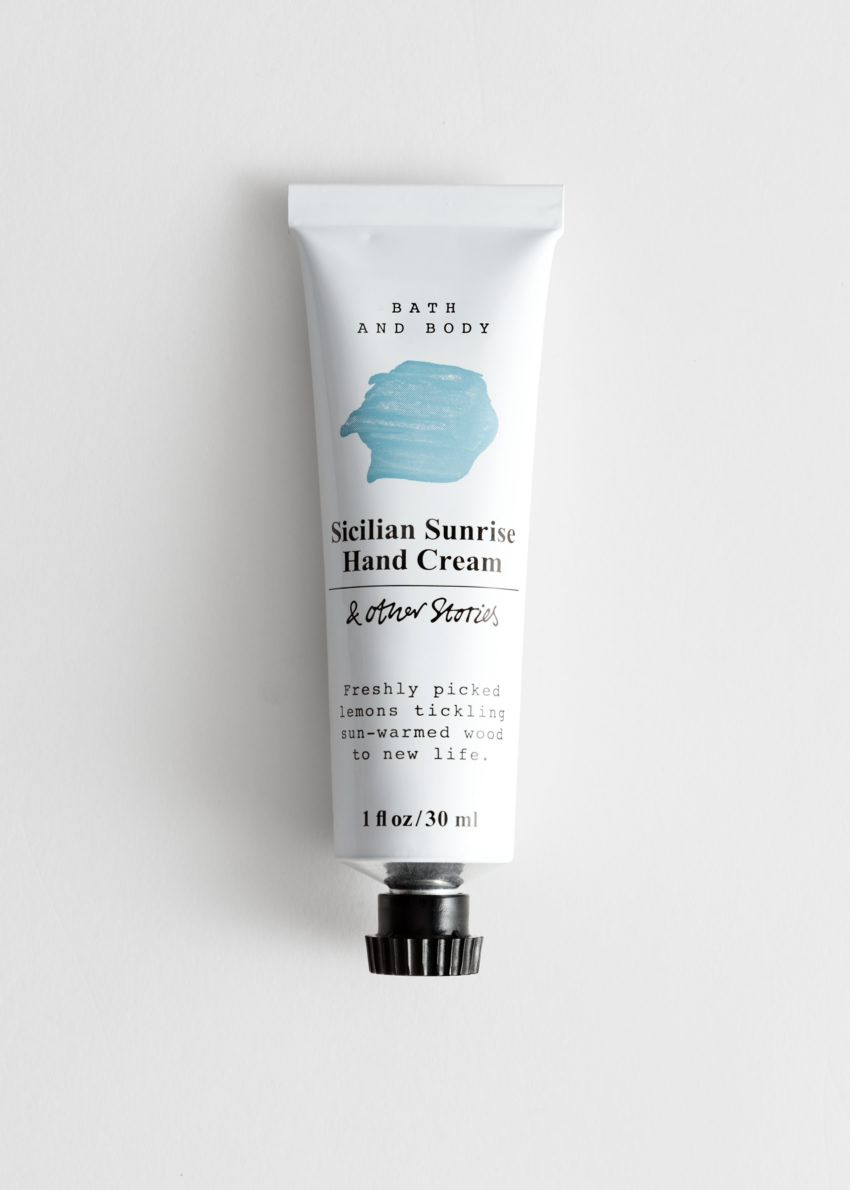 BATH
AND BODY
Sicilian Sunrise
Hand Cream
& other Stories
Freshly picked
lemons tickling
sun-warmed wood
to new life.
1 fl oz/30 ml